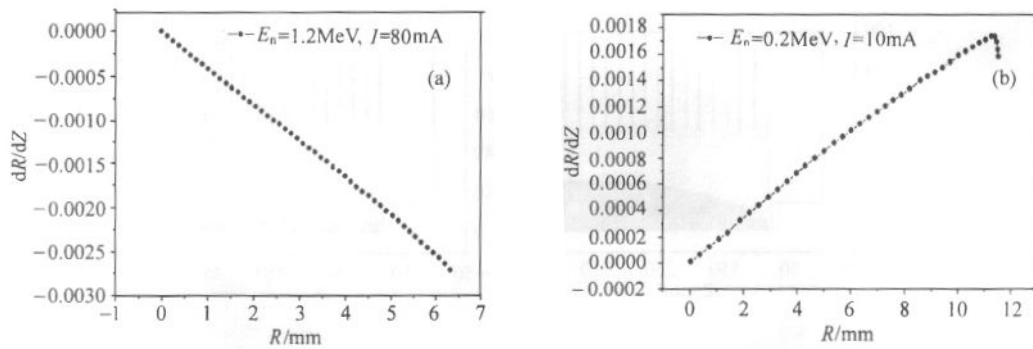 0.0000
−0.0005
−0.0010
−0.0015
−0.0020
−0.0025
−0.0030
dR/dZ
E_n=1.2MeV, I=80mA
(a)
−1 0 1 2 3 4 5 6 7
R/mm
0.0018
0.0016
0.0014
0.0012
0.0010
0.0008
0.0006
0.0004
0.0002
0.0000
−0.0002
dR/dZ
E_n=0.2MeV, I=10mA
(b)
0 2 4 6 8 10 12
R/mm